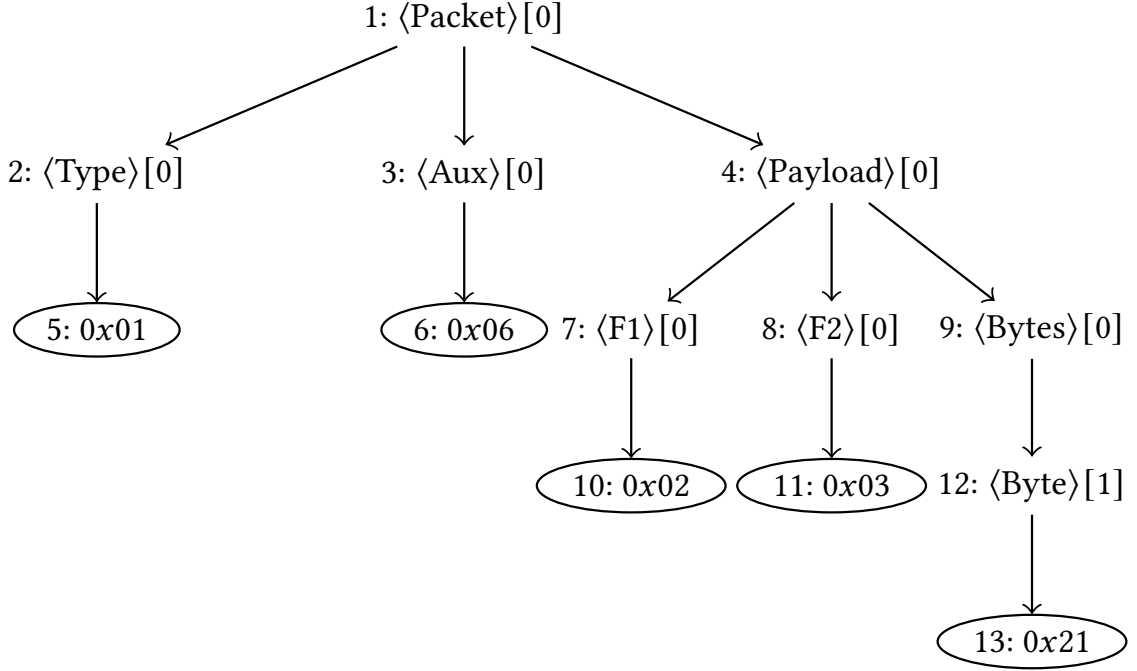 1: ⟨Packet⟩[0]
2: ⟨Type⟩[0]
3: ⟨Aux⟩[0]
4: ⟨Payload⟩[0]
5: 0x01
6: 0x06
7: ⟨F1⟩[0]
8: ⟨F2⟩[0]
9: ⟨Bytes⟩[0]
10: 0x02
11: 0x03
12: ⟨Byte⟩[1]
13: 0x21